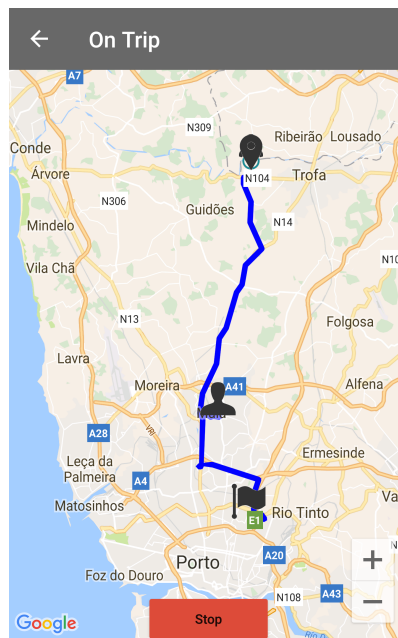 On Trip
A7
N309
Ribeirão
Lousado
Conde
Árvore
N104
Trofa
N306
Guidões
N14
Mindelo
Vila Chã
N10
N13
Folgosa
Lavra
Moreira
A41
Alfena
Maia
A28
VRI
Ermesinde
Leça da
Palmeira
A4
Matosinhos
Va
E1
Rio Tinto
Porto
A20
Foz do Douro
N108
A43
Rio
+
−
Google
Stop